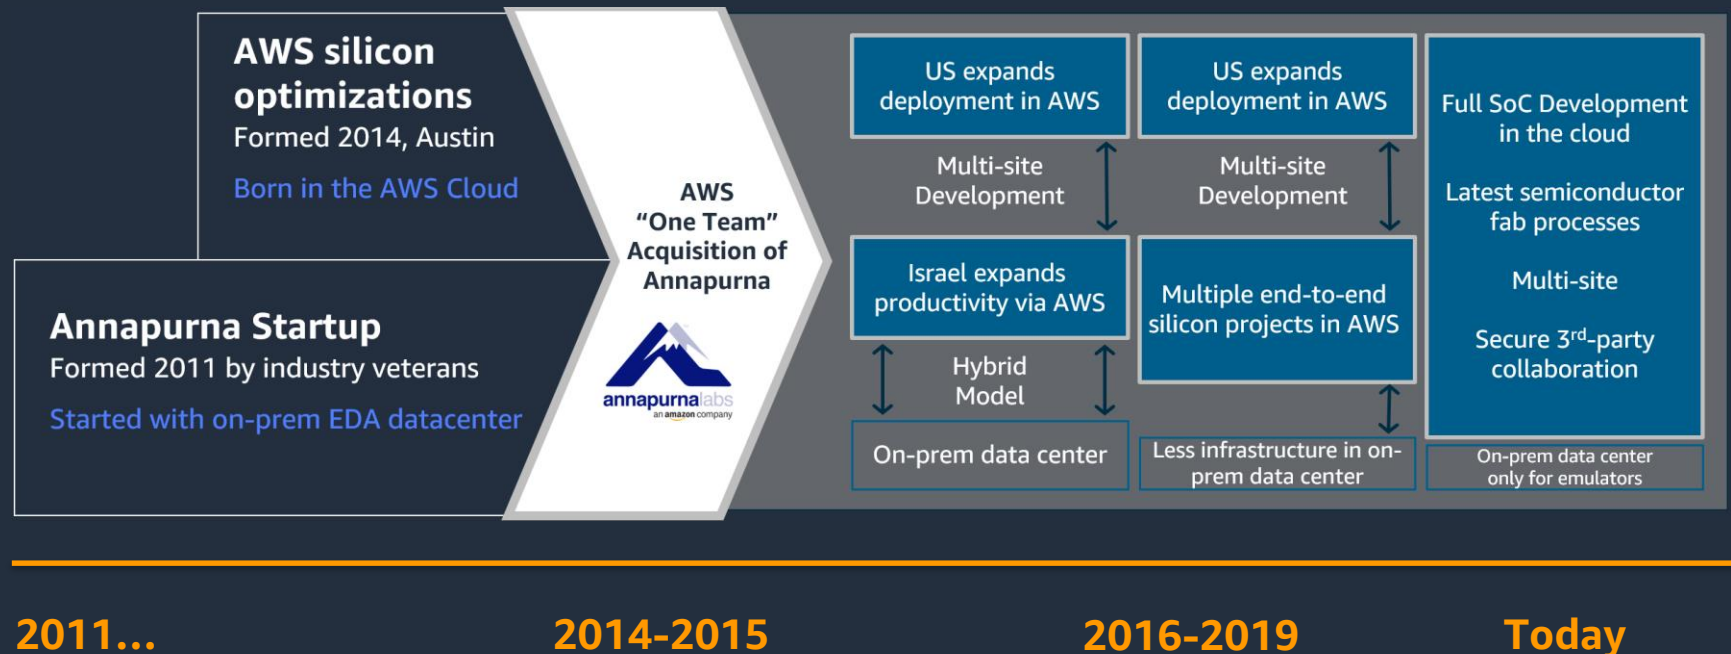 AWS silicon
optimizations
Formed 2014, Austin
Born in the AWS Cloud
Annapurna Startup
Formed 2011 by industry veterans
Started with on-prem EDA datacenter
AWS
“One Team”
Acquisition of
Annapurna
annapurnalabs
an amazon company
US expands
deployment in AWS
Multi-site
Development
Israel expands
productivity via AWS
Hybrid
Model
On-prem data center
US expands
deployment in AWS
Multi-site
Development
Multiple end-to-end
silicon projects in AWS
Less infrastructure in on-
prem data center
Full SoC Development
in the cloud
Latest semiconductor
fab processes
Multi-site
Secure 3rd-party
collaboration
On-prem data center
only for emulators
2011...
2014-2015
2016-2019
Today